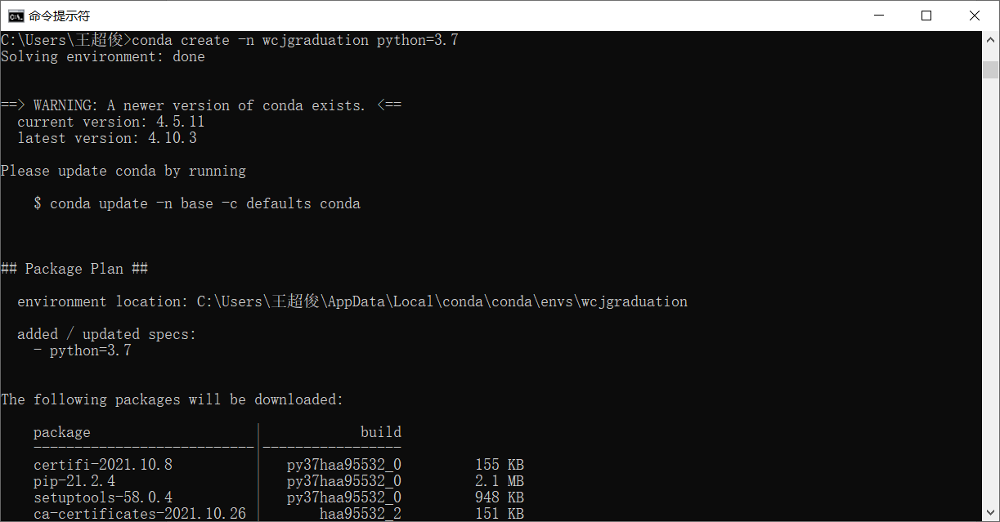 命令提示符
C:\Users\王超俊>conda create -n wcjgraduation python=3.7
Solving environment: done
==> WARNING: A newer version of conda exists. <==
current version: 4.5.11
latest version: 4.10.3
Please update conda by running
$ conda update -n base -c defaults conda
## Package Plan ##
environment location: C:\Users\王超俊\AppData\Local\conda\conda\envs\wcjgraduation
added / updated specs:
- python=3.7
The following packages will be downloaded:
package | build
---------------------------|-----------------
certifi-2021.10.8 | py37haa95532_0 155 KB
pip-21.2.4 | py37haa95532_0 2.1 MB
setuptools-58.0.4 | py37haa95532_0 948 KB
ca-certificates-2021.10.26 | haa95532_2 151 KB